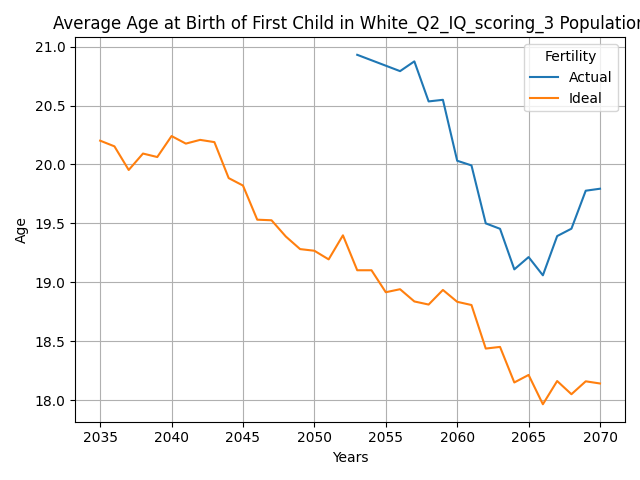 Average Age at Birth of First Child in White_Q2_IQ_scoring_3 Population
Fertility
Actual
Ideal
21.0
20.5
20.0
19.5
19.0
18.5
18.0
Age
2035 2040 2045 2050 2055 2060 2065 2070
Years